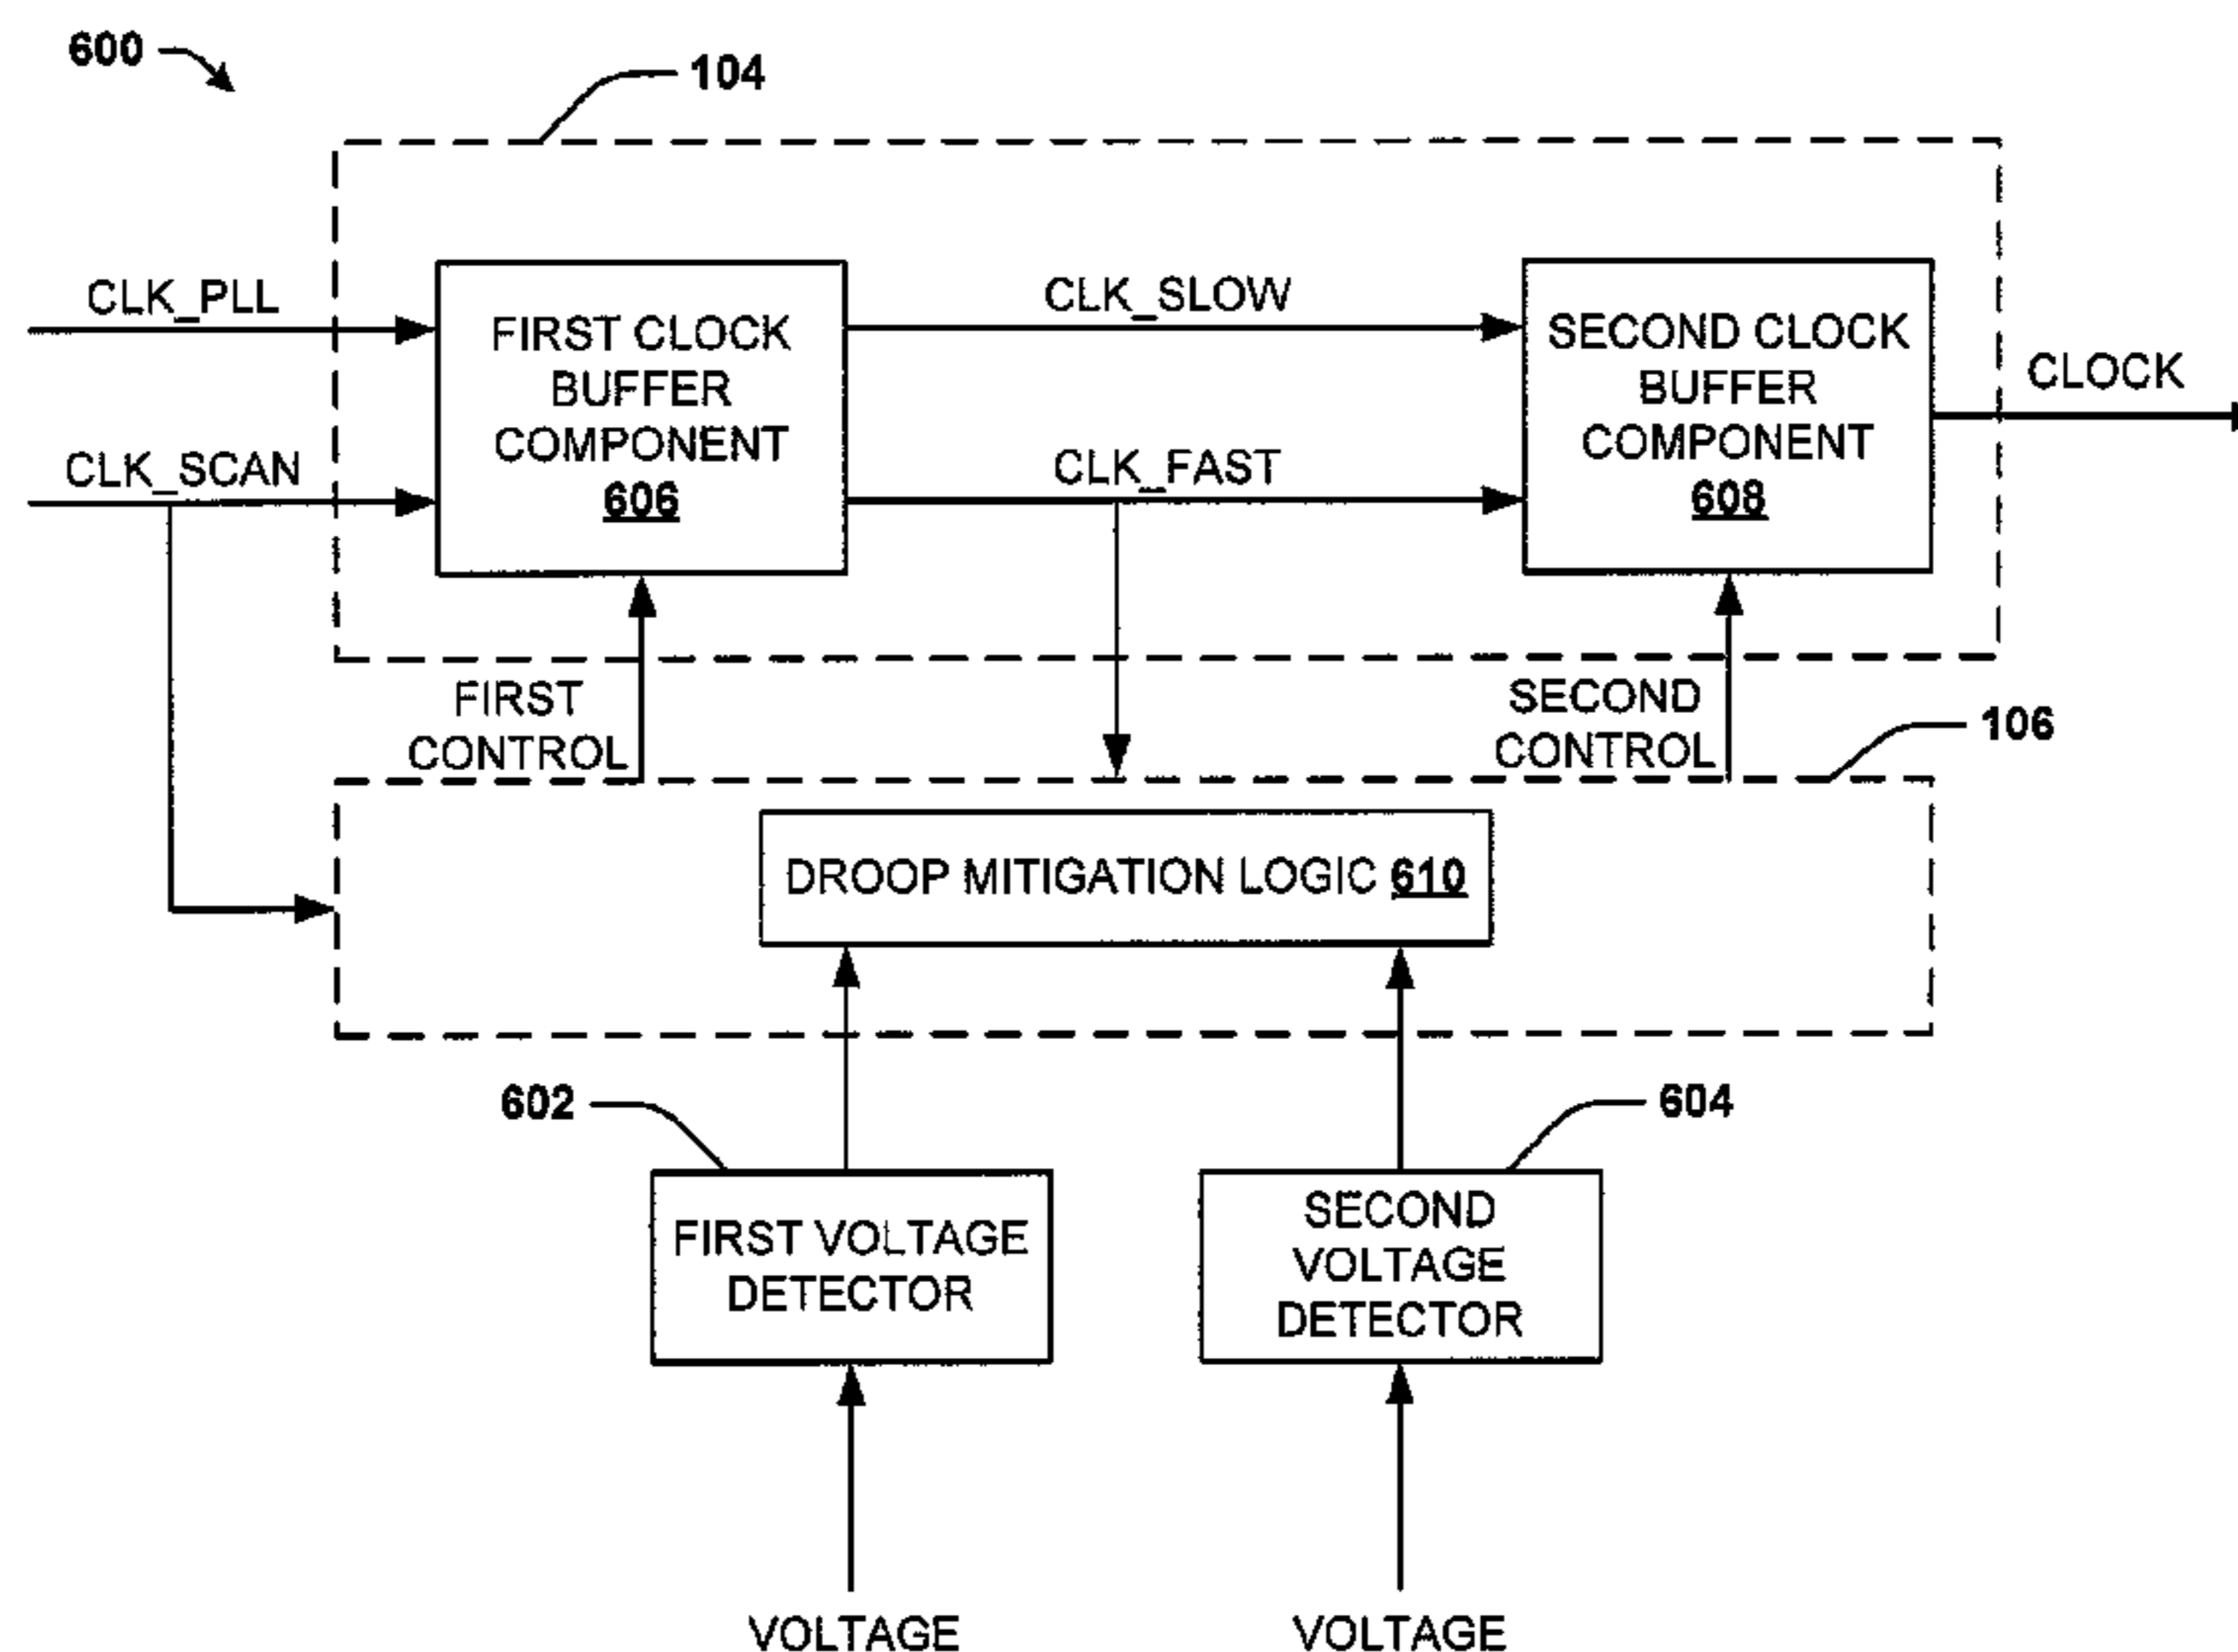 600
104
CLK_PLL
CLK_SCAN
FIRST CLOCK
BUFFER
COMPONENT
606
CLK_SLOW
CLK_FAST
SECOND CLOCK
BUFFER
COMPONENT
608
CLOCK
FIRST
CONTROL
SECOND
CONTROL
106
DROOP MITIGATION LOGIC 610
602
604
FIRST VOLTAGE
DETECTOR
SECOND
VOLTAGE
DETECTOR
VOLTAGE
VOLTAGE